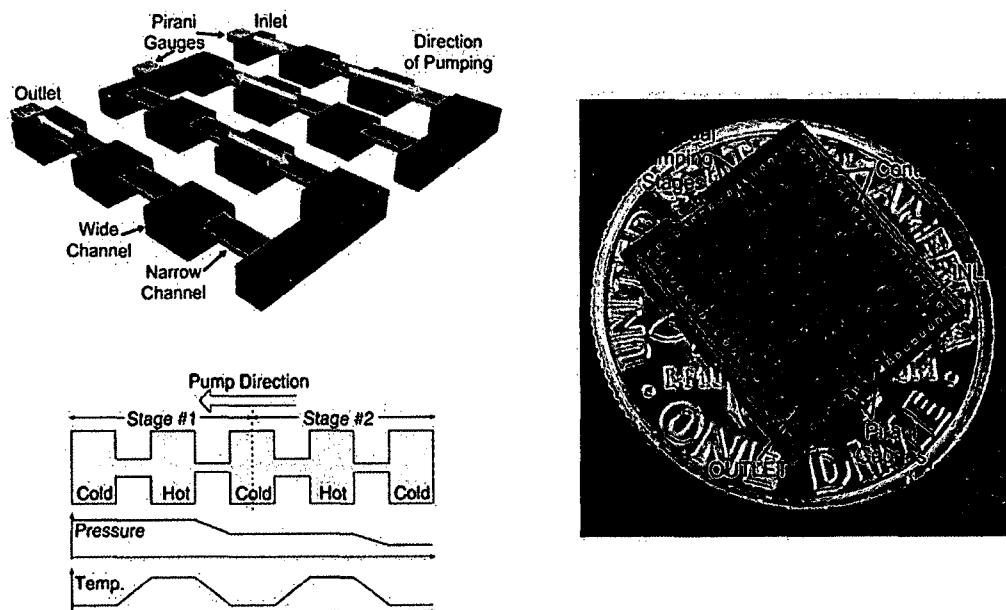 Pirani
Gauges
Inlet
Direction
of Pumping
Outlet
Wide
Channel
Narrow
Channel
Pump Direction
Stage #1
Stage #2
Cold
Hot
Cold
Hot
Cold
Pressure
Temp.
Stages
OUTLET
ONE DIME